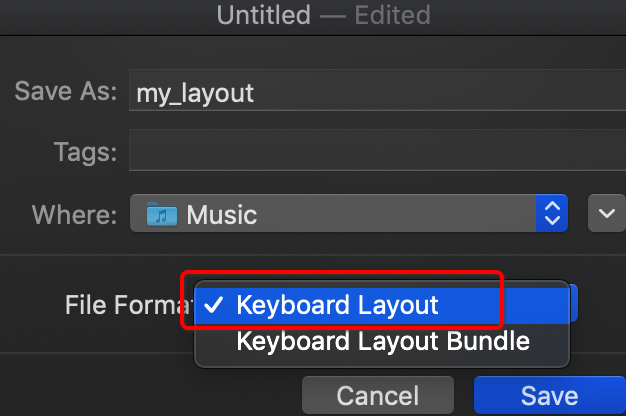 Untitled — Edited
Save As: my_layout
Tags:
Where: Music
File Format ✓ Keyboard Layout
Keyboard Layout Bundle
Cancel Save